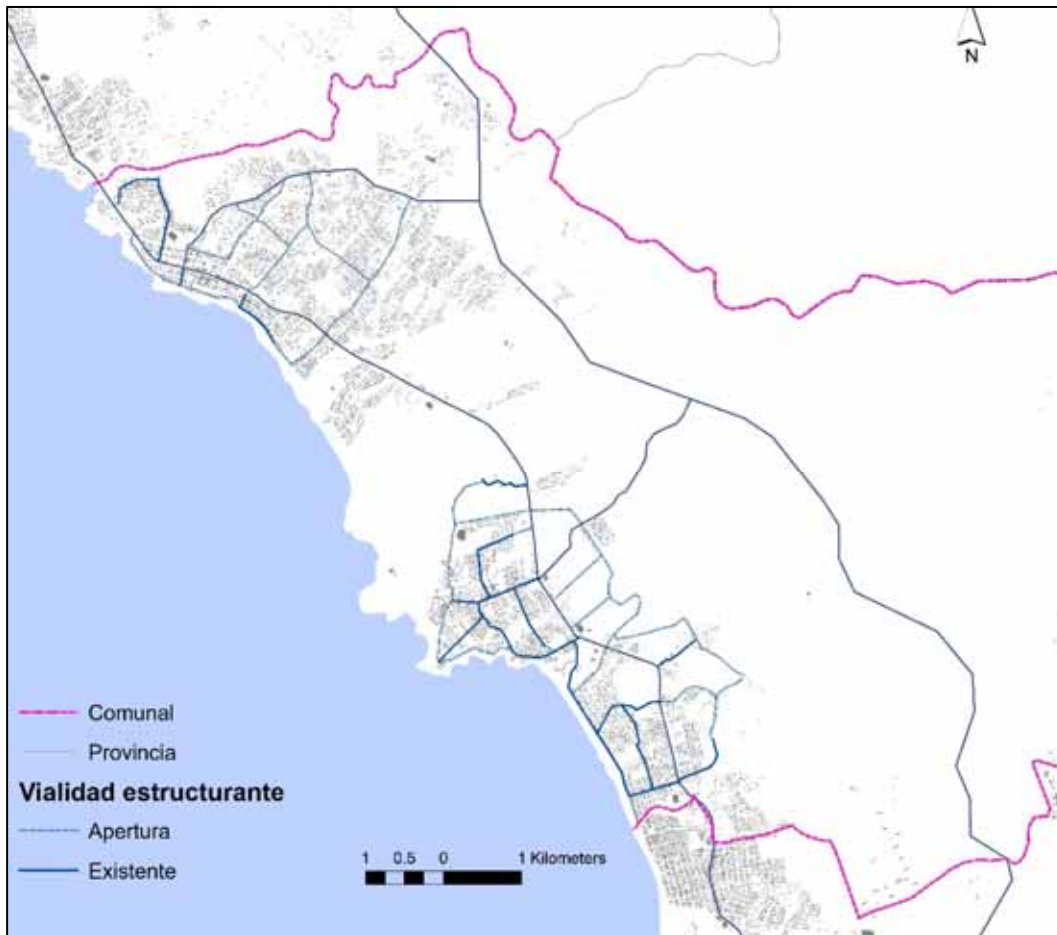 N
Comunal
Provincia
Vialidad estructurante
Apertura
Existente
1 0.5 0 1 Kilometers